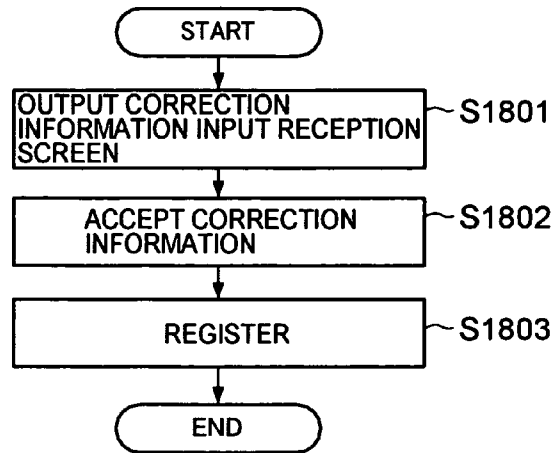 START
OUTPUT CORRECTION
INFORMATION INPUT RECEPTION
SCREEN
S1801
ACCEPT CORRECTION
INFORMATION
S1802
REGISTER
S1803
END